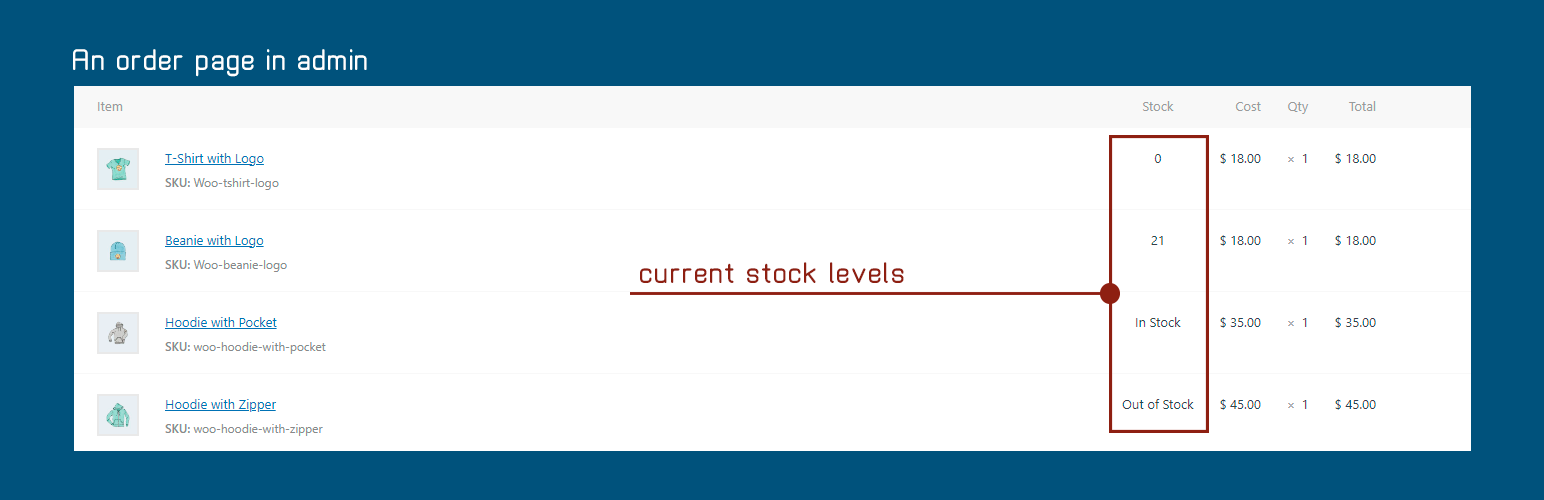 An order page in admin
Item Stock Cost Qty Total
T-Shirt with Logo 0 $ 18.00 × 1 $ 18.00
SKU: Woo-tshirt-logo
Beanie with Logo 21 $ 18.00 × 1 $ 18.00
SKU: Woo-beanie-logo
current stock levels
Hoodie with Pocket In Stock $ 35.00 × 1 $ 35.00
SKU: woo-hoodie-with-pocket
Hoodie with Zipper Out of Stock $ 45.00 × 1 $ 45.00
SKU: woo-hoodie-with-zipper